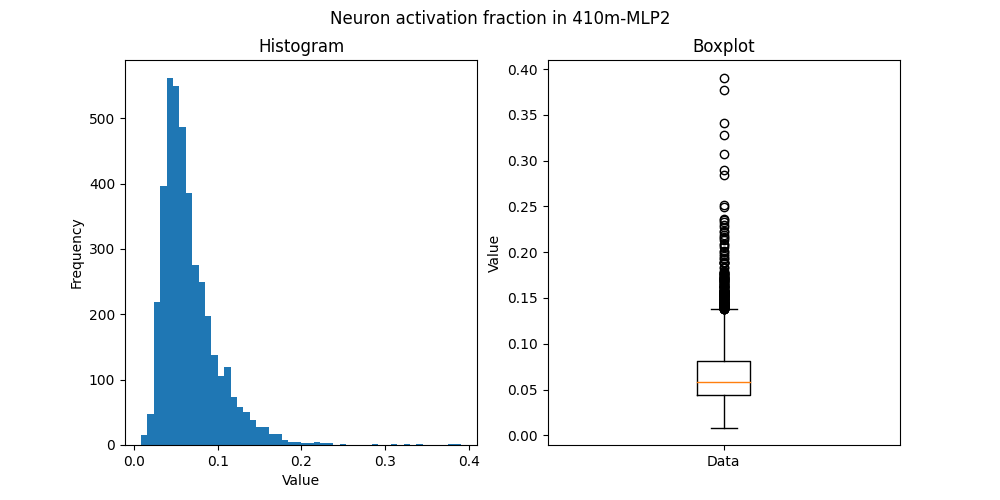 Neuron activation fraction in 410m-MLP2
Histogram
Frequency
500
400
300
200
100
0
0.0 0.1 0.2 0.3 0.4
Value
Boxplot
Value
0.40
0.35
0.30
0.25
0.20
0.15
0.10
0.05
0.00
Data